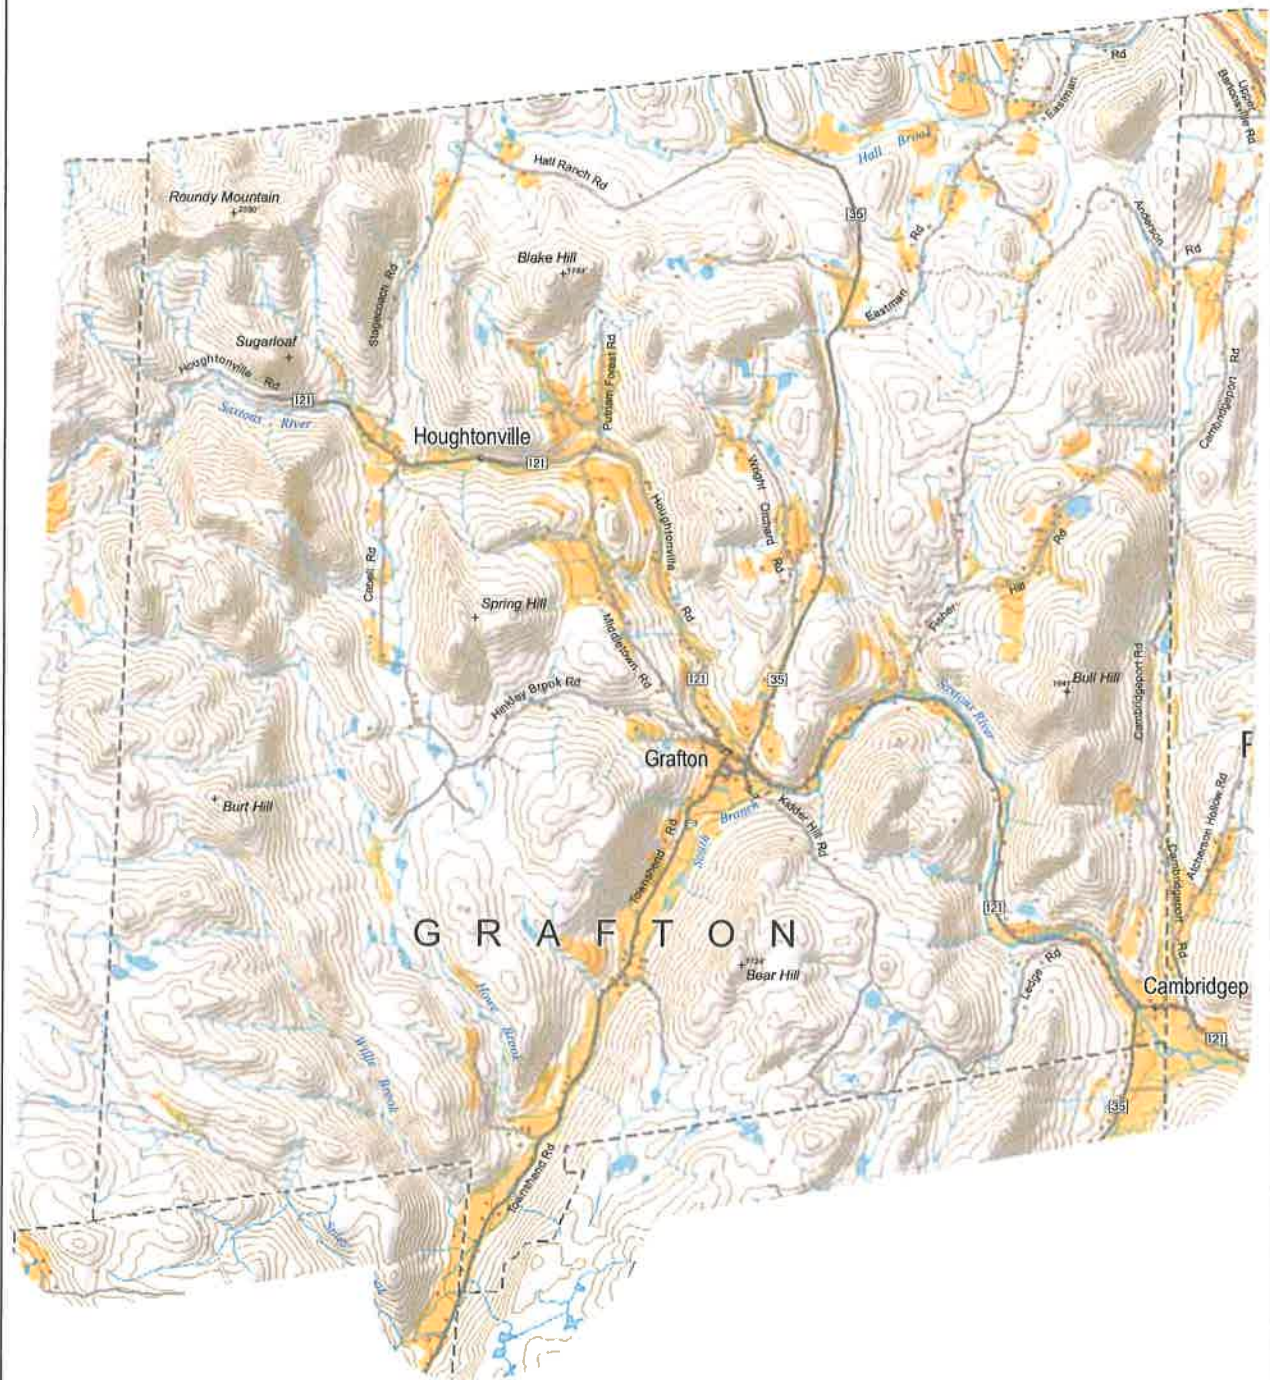 Rd
Upper
Bartonsville Rd
Eastman
Hall Brook
Hall Ranch Rd
Roundy Mountain
Anderson
Rd
35
Rd
Stagecoach Rd
Blake Hill
Eastman
Sugarloaf
Putnam Forest Rd
Houghtonville Rd
Cambridgeport Rd
121
Saxtons River
Houghtonville
121
Wright Orchard Rd
Houghtonville Rd
Rd
Caball Rd
Hill
Spring Hill
Fisher
Middletown Rd
Cambridgeport Rd
121
35
Bull Hill
Hinkley Brook Rd
Saxtons River
Grafton
F
Burt Hill
Kidder Hill Rd
South Branch
Townshend Rd
Atcherson Hollow Rd
Cambridgeport Rd
121
GRAFTON
Bear Hill
Ledge Rd
Cambridgep
Howe Brook
121
Willie Brook
35
Townshend Rd